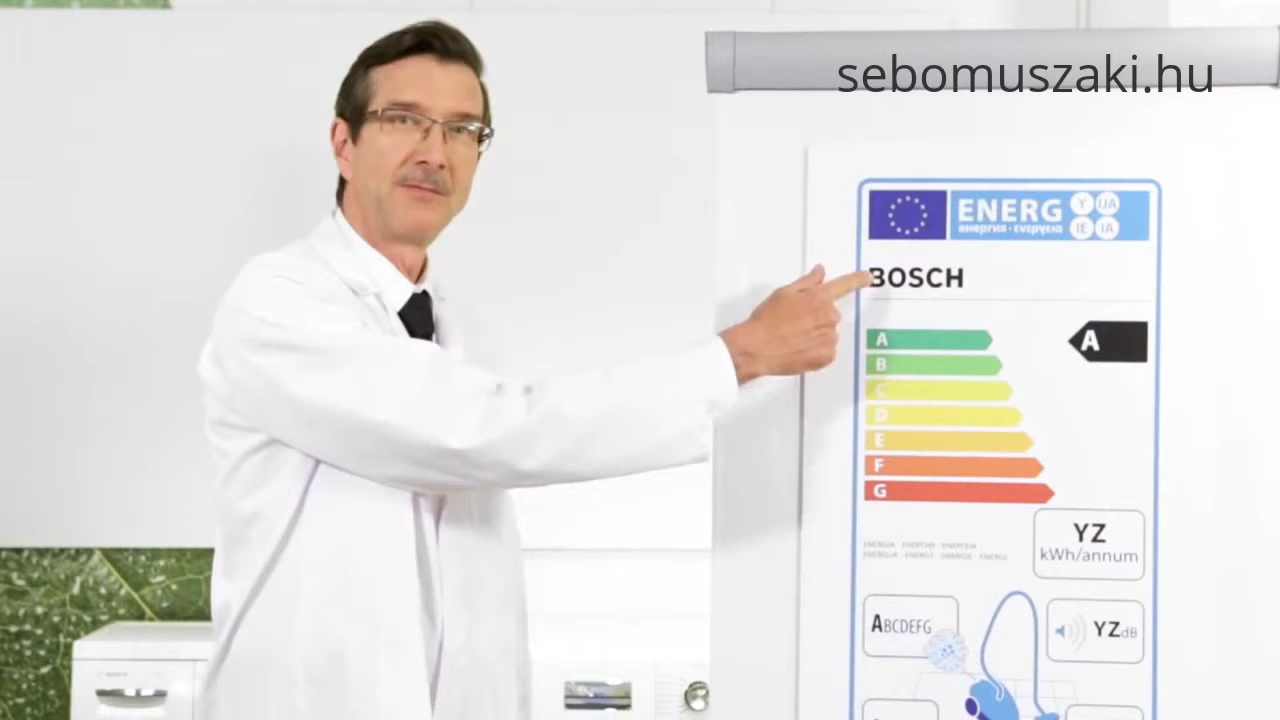 sebomuszaki.hu
ENERG
енергия · ενεργεια
Y
IJA
IE
IA
BOSCH
A
A
B
C
D
E
F
G
YZ
kWh/annum
ABCDEFG
YZdB